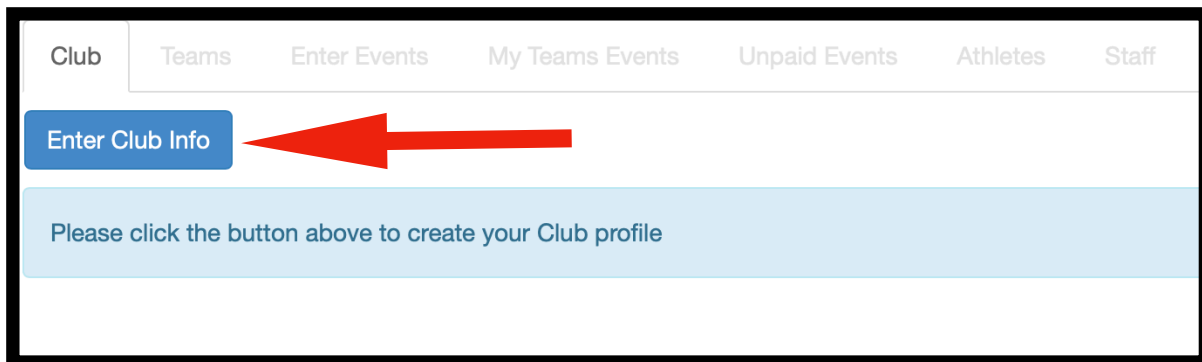 Club Teams Enter Events My Teams Events Unpaid Events Athletes Staff
Enter Club Info
Please click the button above to create your Club profile